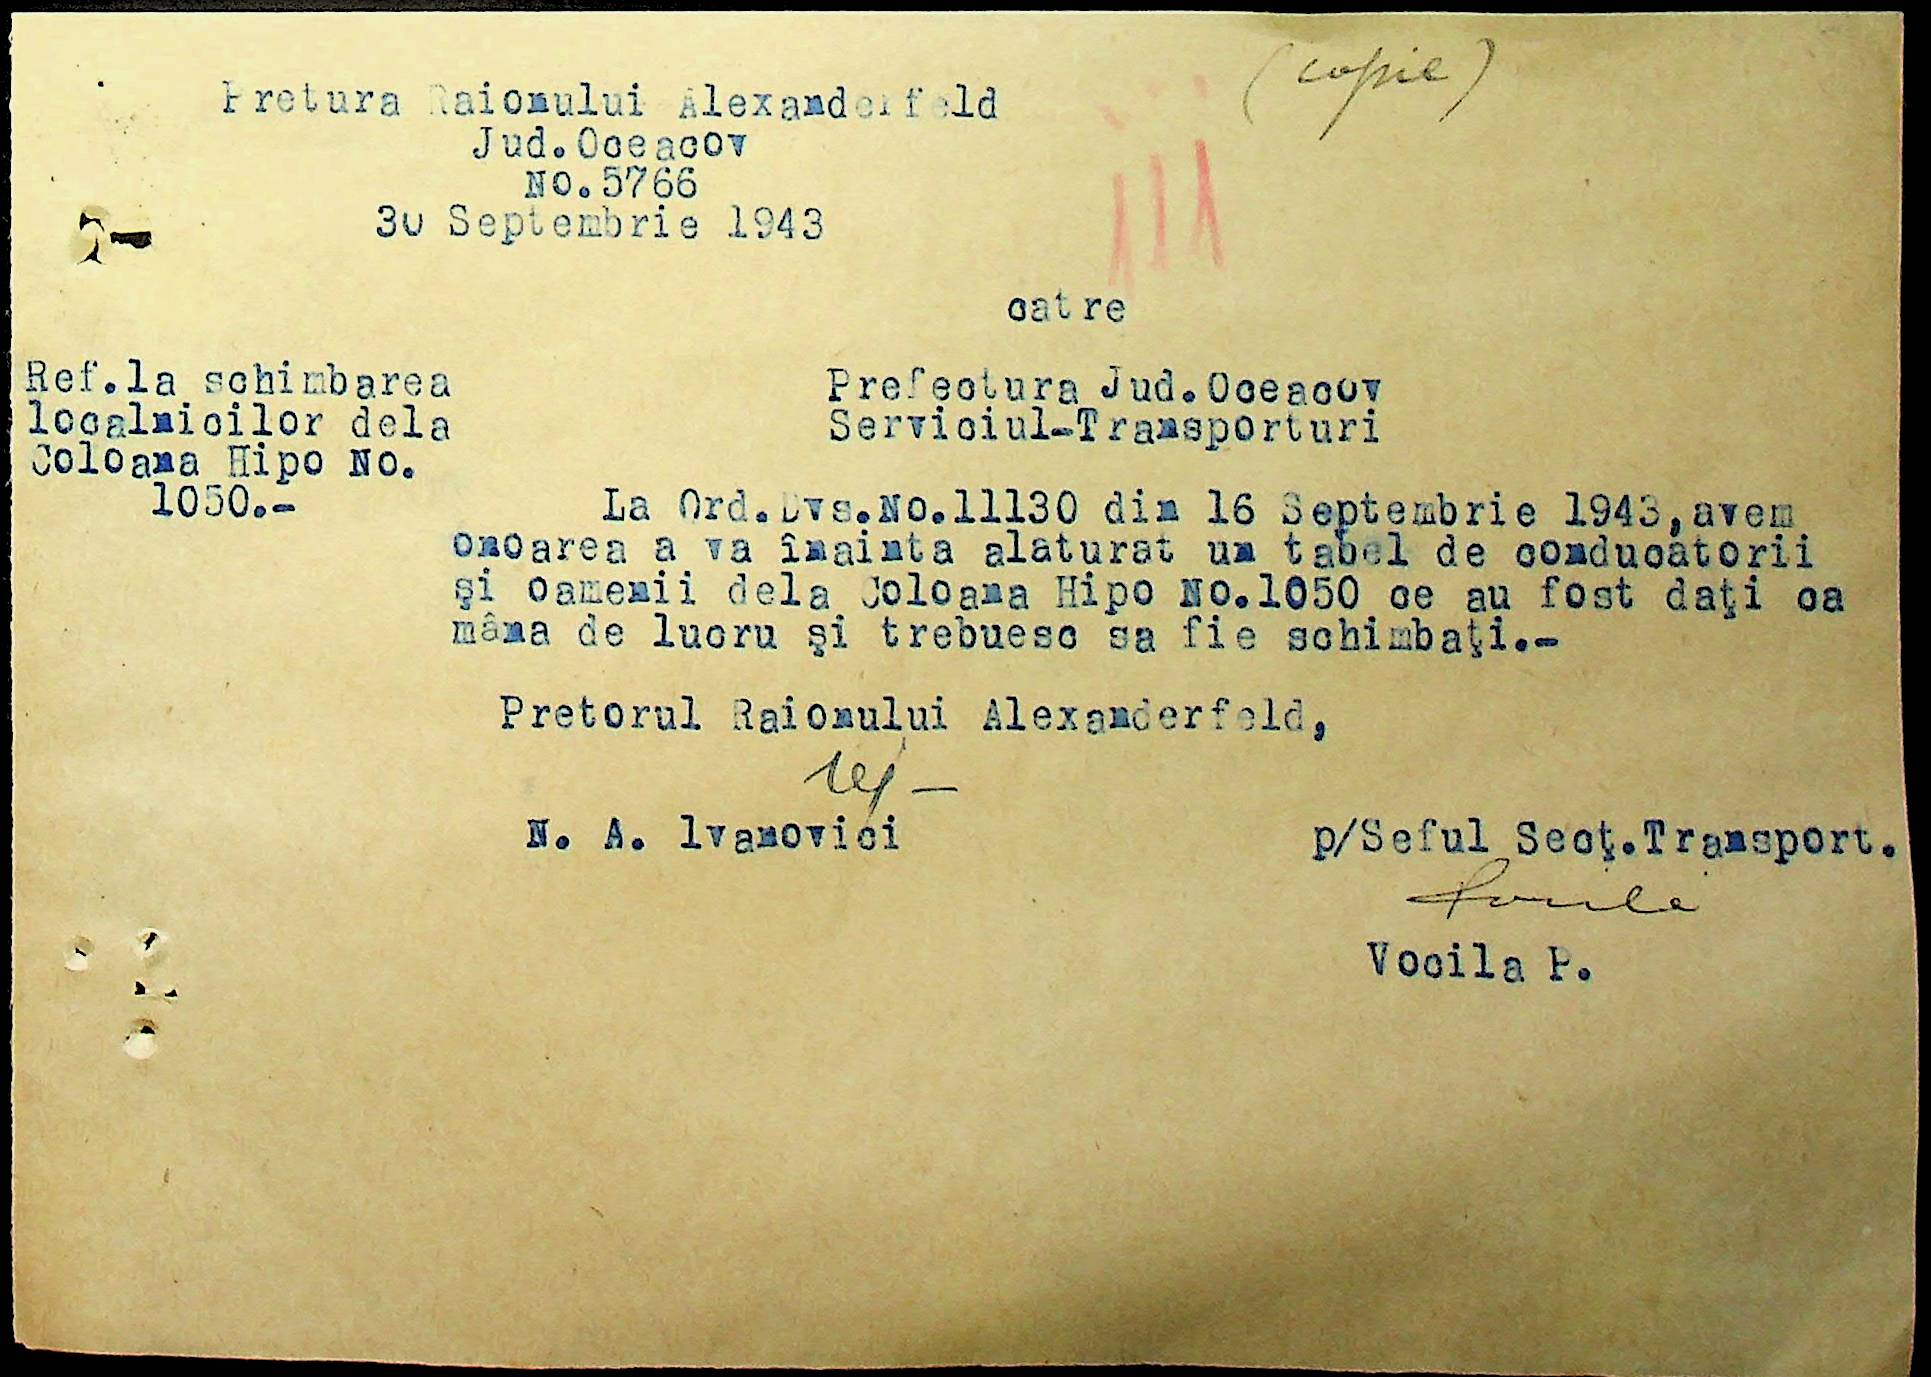 (copie)
Pretura Raionului Alexanderfeld
Jud.Oceacov
No.5766
30 Septembrie 1943
111
catre
Ref.la schimbarea
localnicilor dela
Coloana Hipo No.
1050.-
Prefectura Jud.Oceacov
Serviciul-Transporturi
La Ord.Dvs.No.11130 din 16 Septembrie 1943,avem
onoarea a va înainta alaturat un tabel de conducătorii
şi oamenii dela Coloana Hipo No.1050 ce au fost daţi ca
mâna de lucru şi trebuesc sa fie schimbaţi.-
Pretorul Raionului Alexanderfeld,
N. A. lvanovici
p/Seful Secţ.Transport.
Vocila P.